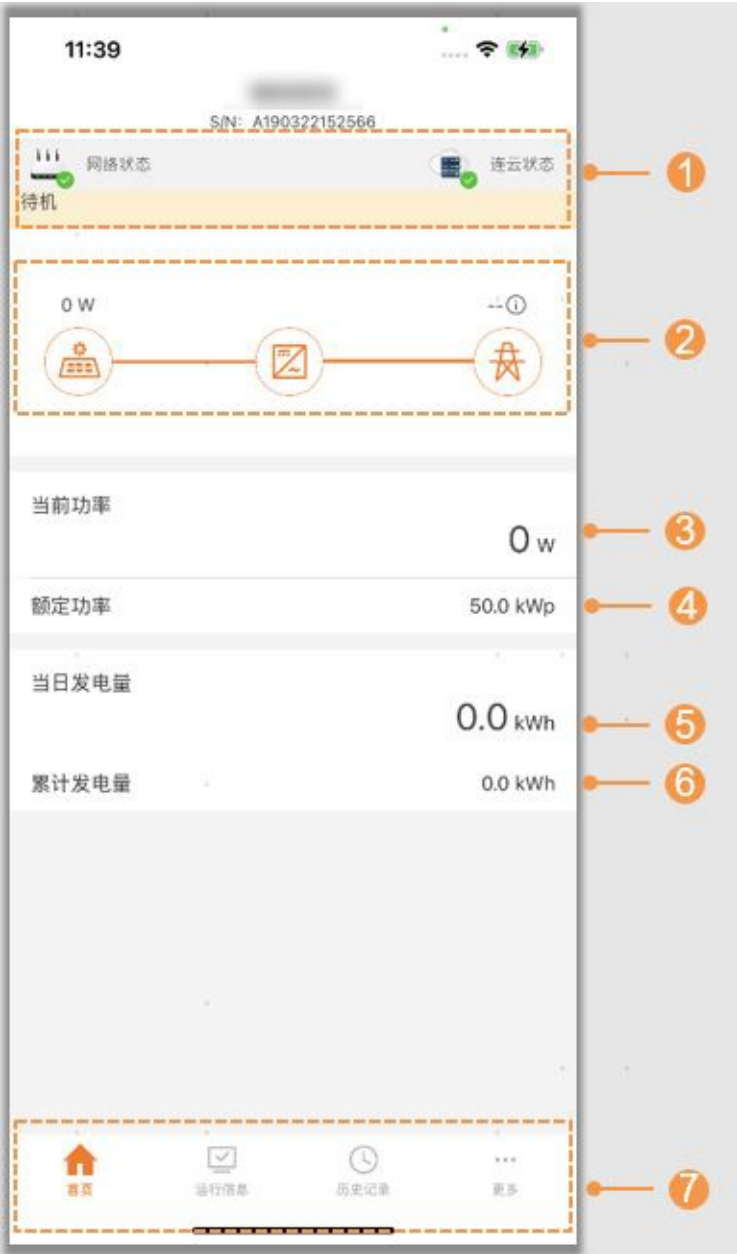 11:39
S/N: A190322152566
网络状态
连云状态
1
待机
0 W
--
2
当前功率
0 W
3
额定功率
50.0 kWp
4
当日发电量
0.0 kWh
5
累计发电量
0.0 kWh
6
首页
运行信息
历史记录
更多
7